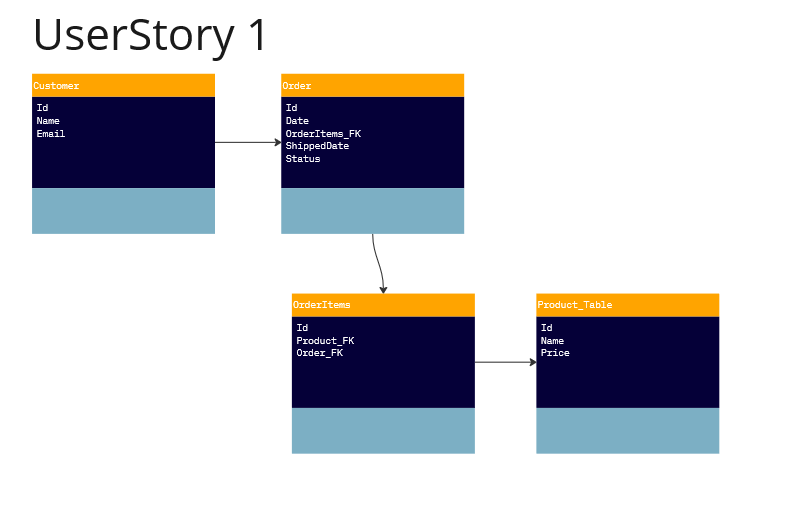 UserStory 1
Customer
Id
Name
Email
Order
Id
Date
OrderItems_FK
ShippedDate
Status
OrderItems
Id
Product_FK
Order_FK
Product_Table
Id
Name
Price